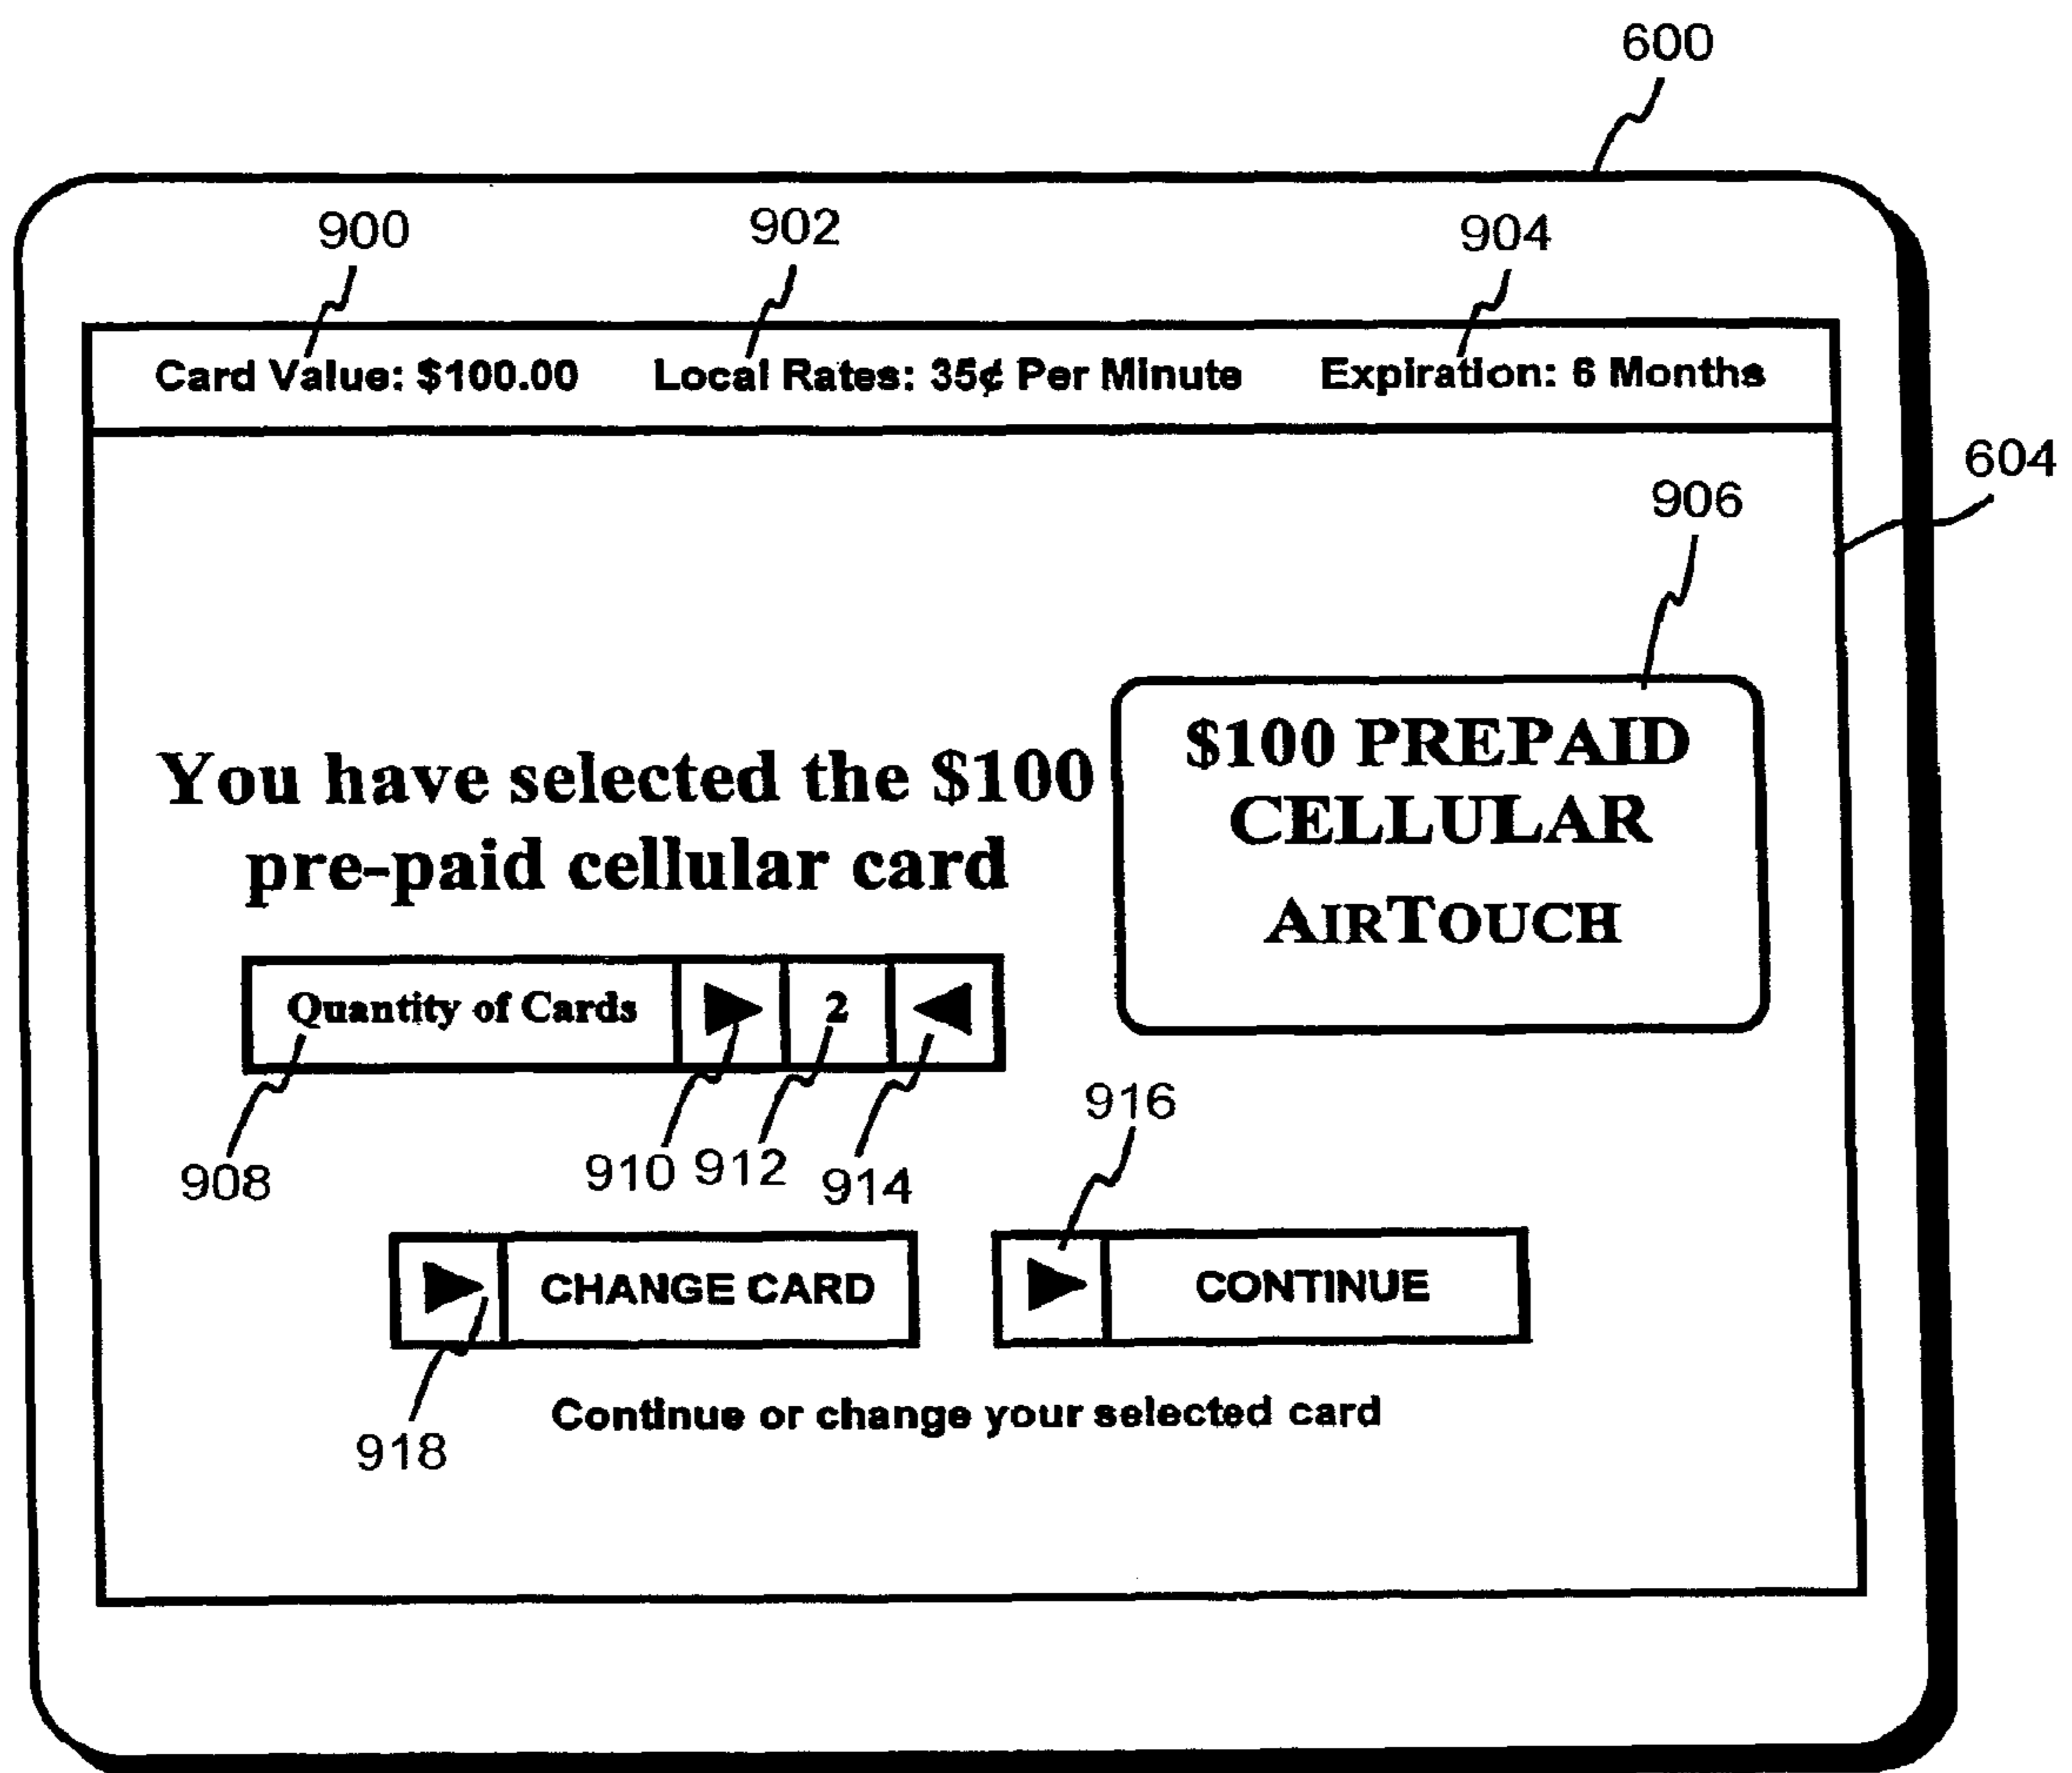 600
900
902
904
Card Value: $100.00 Local Rates: 35¢ Per Minute Expiration: 6 Months
604
906
$100 PREPAID
CELLULAR
AIRTOUCH
You have selected the $100
pre-paid cellular card
Quantity of Cards 2
908
910
912
914
916
CHANGE CARD
CONTINUE
918
Continue or change your selected card